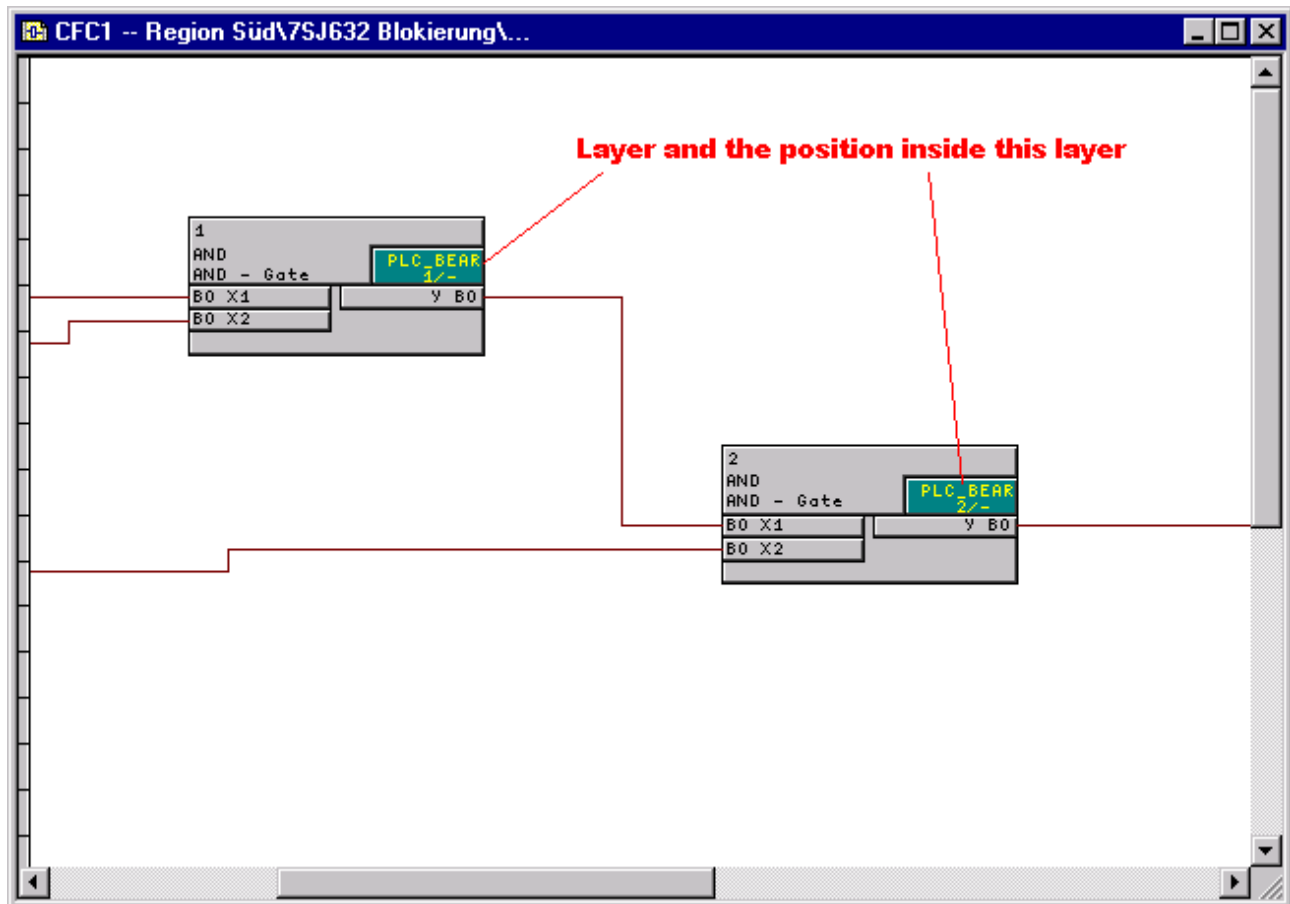 CFC1 -- Region Süd\7SJ632 Blokierung\...
Layer and the position inside this layer
1
AND
AND - Gate
PLC_BEAR
1/-
BO X1
Y BO
BO X2
2
AND
AND - Gate
PLC_BEAR
2/-
BO X1
Y BO
BO X2